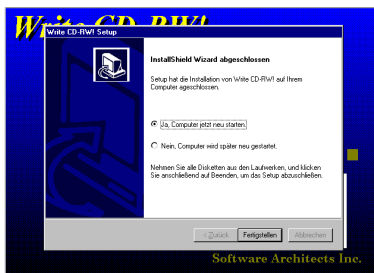 Write CD-RW!
Write CD-RW! Setup
InstallShield Wizard abgeschlossen
Setup hat die Installation von Write CD-RW! auf Ihrem
Computer ageschlossen.
Ja, Computer jetzt neu starten.
Nein, Computer wird später neu gestartet.
Nehmen Sie alle Disketten aus den Laufwerken, und klicken
Sie anschließend auf Beenden, um das Setup abzuschließen.
< Zurück
Fertigstellen
Abbrechen
Software Architects Inc.